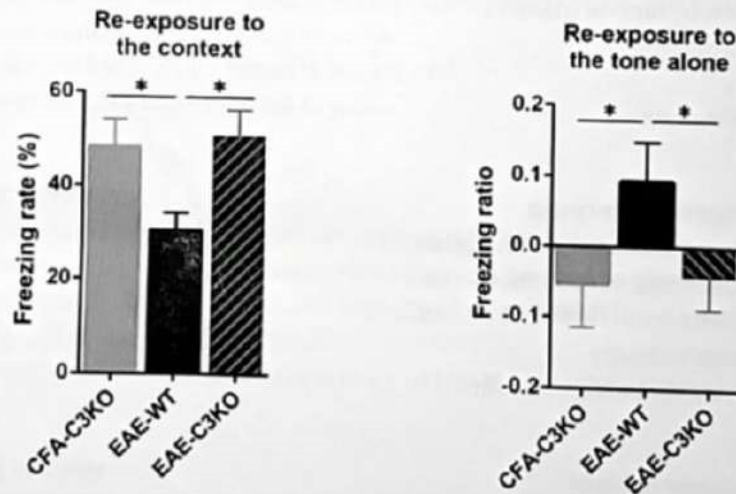 Re-exposure to
the context
60
40
20
0
Freezing rate (%)
*
*
CFA-C3KO
EAE-WT
EAE-C3KO
Re-exposure to
the tone alone
0.2
0.1
0.0
-0.1
-0.2
Freezing ratio
*
*
CFA-C3KO
EAE-WT
EAE-C3KO